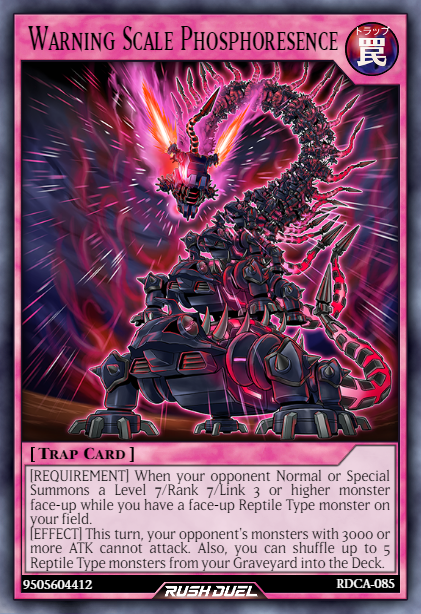 WARNING SCALE PHOSPHORESENCE
トラップ
罠
[ TRAP CARD ]
[REQUIREMENT] When your opponent Normal or Special
Summons a Level 7/Rank 7/Link 3 or higher monster
face-up while you have a face-up Reptile Type monster on
your field.
[EFFECT] This turn, your opponent's monsters with 3000 or
more ATK cannot attack. Also, you can shuffle up to 5
Reptile Type monsters from your Graveyard into the Deck.
9505604412
RUSH DUEL
RDCA-085